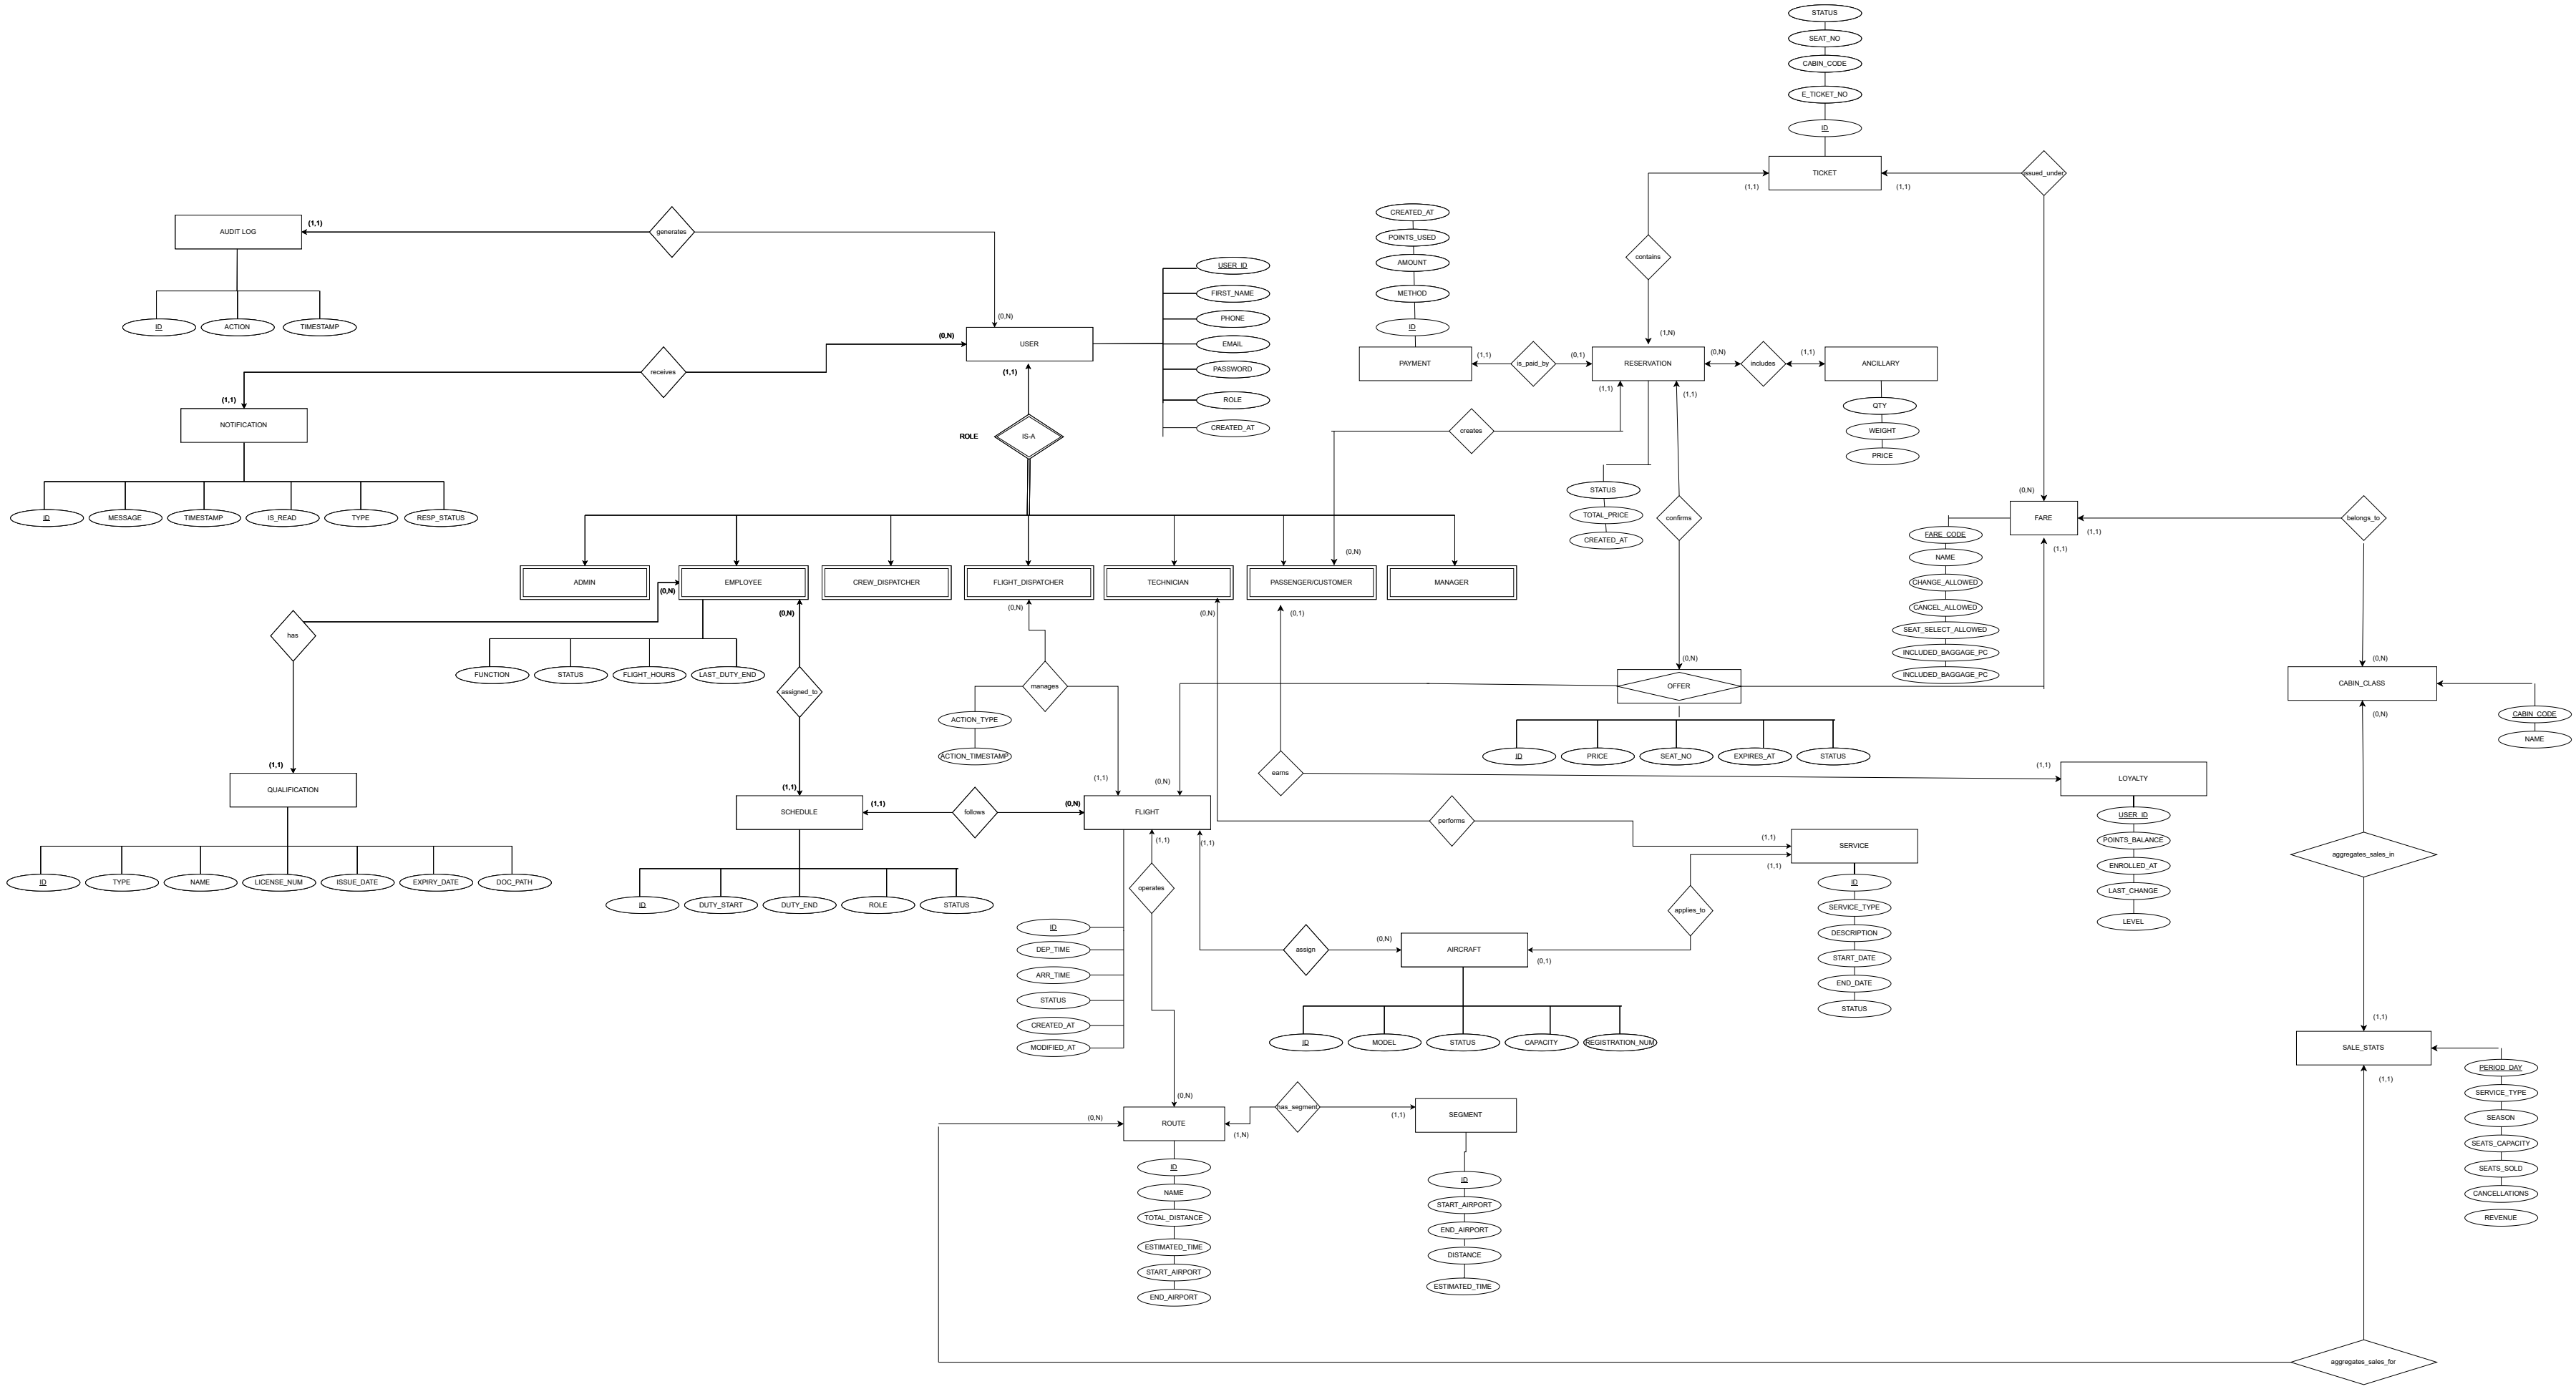 STATUS
SEAT_NO
CABIN_CODE
E_TICKET_NO
ID
TICKET
(1,1)
(1,1)
issued_under
contains
(1,N)
AUDIT LOG
(1,1)
generates
ID
ACTION
TIMESTAMP
(0,N)
USER
(0,N)
receives
(1,1)
NOTIFICATION
ID
MESSAGE
TIMESTAMP
IS_READ
TYPE
RESP_STATUS
USER_ID
FIRST_NAME
PHONE
EMAIL
PASSWORD
ROLE
CREATED_AT
(1,1)
ROLE
IS-A
CREATED_AT
POINTS_USED
AMOUNT
METHOD
ID
PAYMENT
(1,1)
is_paid_by
(0,1)
RESERVATION
(0,N)
includes
(1,1)
ANCILLARY
QTY
WEIGHT
PRICE
(1,1)
(1,1)
creates
STATUS
TOTAL_PRICE
CREATED_AT
confirms
(0,N)
(0,N)
FARE
(1,1)
belongs_to
(1,1)
FARE_CODE
NAME
CHANGE_ALLOWED
CANCEL_ALLOWED
SEAT_SELECT_ALLOWED
INCLUDED_BAGGAGE_PC
INCLUDED_BAGGAGE_PC
ADMIN
EMPLOYEE
CREW_DISPATCHER
FLIGHT_DISPATCHER
TECHNICIAN
PASSENGER/CUSTOMER
MANAGER
(0,N)
(0,N)
(0,N)
(0,N)
(0,N)
(0,1)
has
FUNCTION
STATUS
FLIGHT_HOURS
LAST_DUTY_END
assigned_to
manages
ACTION_TYPE
ACTION_TIMESTAMP
OFFER
ID
PRICE
SEAT_NO
EXPIRES_AT
STATUS
(0,N)
CABIN_CLASS
(0,N)
CABIN_CODE
NAME
(1,1)
QUALIFICATION
ID
TYPE
NAME
LICENSE_NUM
ISSUE_DATE
EXPIRY_DATE
DOC_PATH
(1,1)
SCHEDULE
(1,1)
follows
(0,N)
FLIGHT
(1,1)
(0,N)
(1,1)
(1,1)
ID
DUTY_START
DUTY_END
ROLE
STATUS
operates
ID
DEP_TIME
ARR_TIME
STATUS
CREATED_AT
MODIFIED_AT
earns
(1,1)
LOYALTY
USER_ID
POINTS_BALANCE
ENROLLED_AT
LAST_CHANGE
LEVEL
performs
(1,1)
SERVICE
(1,1)
ID
SERVICE_TYPE
DESCRIPTION
START_DATE
END_DATE
STATUS
applies_to
assign
(0,N)
AIRCRAFT
(0,1)
ID
MODEL
STATUS
CAPACITY
REGISTRATION_NUM
aggregates_sales_in
(1,1)
SALE_STATS
(1,1)
PERIOD_DAY
SERVICE_TYPE
SEASON
SEATS_CAPACITY
SEATS_SOLD
CANCELLATIONS
REVENUE
(0,N)
(0,N)
ROUTE
(1,N)
has_segment
(1,1)
SEGMENT
ID
NAME
TOTAL_DISTANCE
ESTIMATED_TIME
START_AIRPORT
END_AIRPORT
ID
START_AIRPORT
END_AIRPORT
DISTANCE
ESTIMATED_TIME
aggregates_sales_for